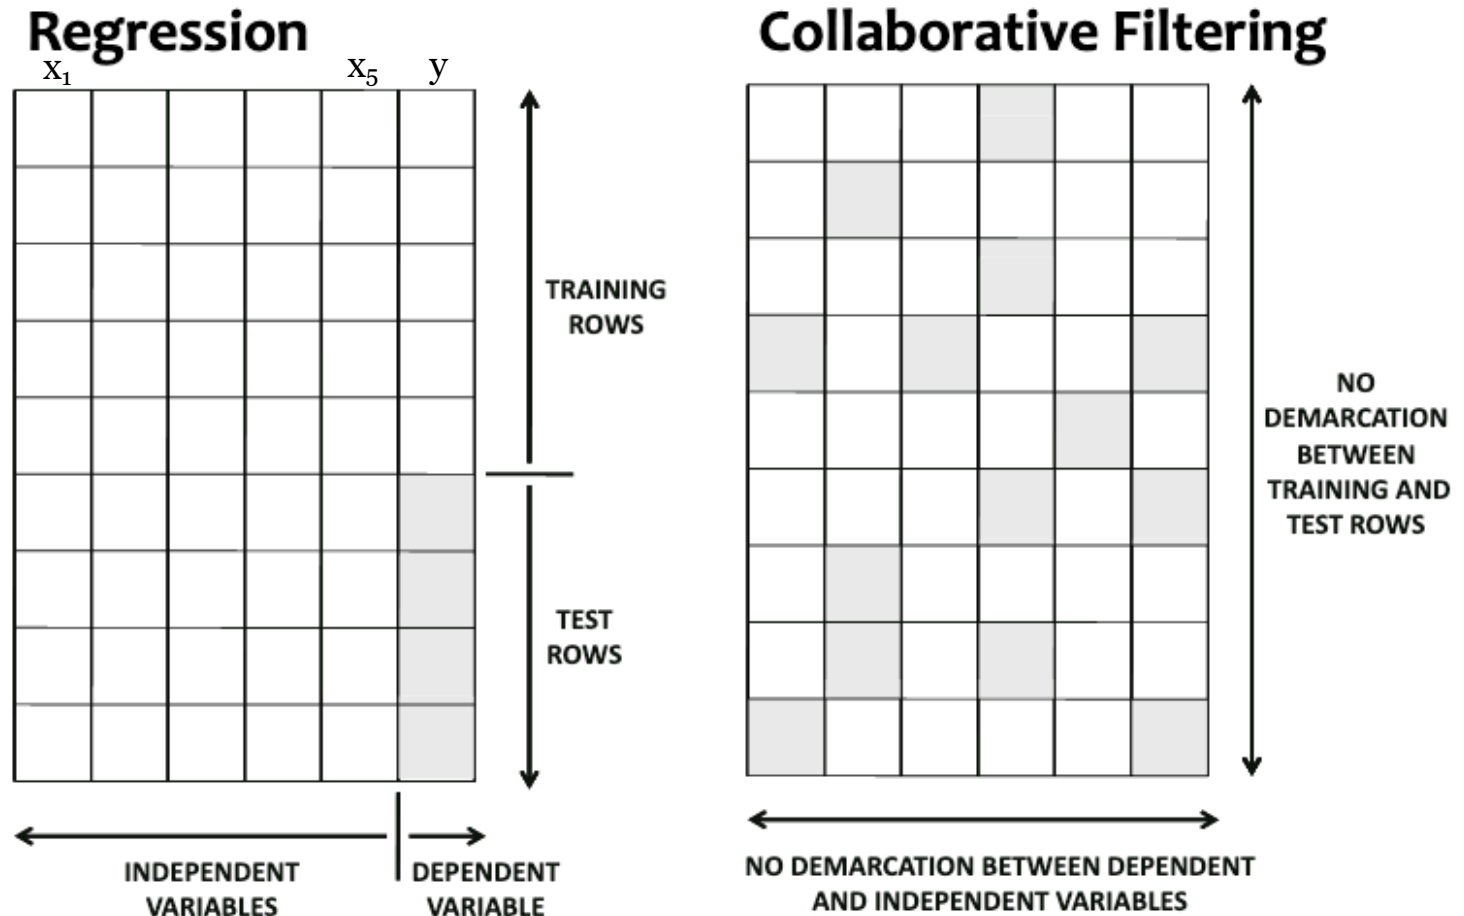 Regression
x₁ x₅ y
TRAINING
ROWS
TEST
ROWS
INDEPENDENT
VARIABLES
DEPENDENT
VARIABLE
Collaborative Filtering
NO
DEMARCATION
BETWEEN
TRAINING AND
TEST ROWS
NO DEMARCATION BETWEEN DEPENDENT
AND INDEPENDENT VARIABLES